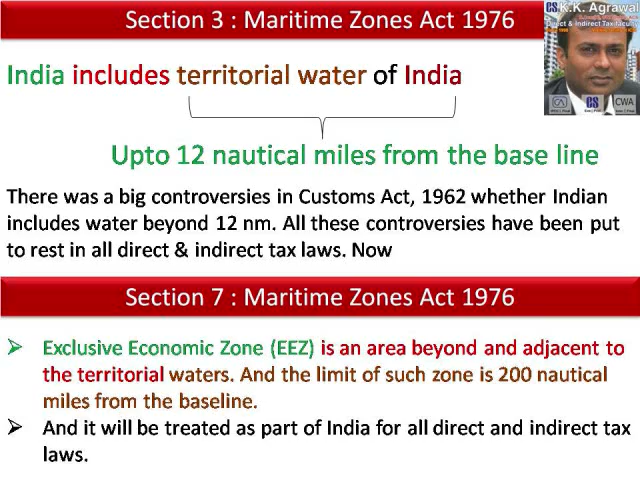 Section 3 : Maritime Zones Act 1976
es K.K. Agrawal
Direct & Indirect Tax faculty
India includes territorial water of India
CA es CWA
Upto 12 nautical miles from the base line
There was a big controversies in Customs Act, 1962 whether Indian
includes water beyond 12 nm. All these controversies have been put
to rest in all direct & indirect tax laws. Now
Section 7 : Maritime Zones Act 1976
Exclusive Economic Zone (EEZ) is an area beyond and adjacent to
the territorial waters. And the limit of such zone is 200 nautical
miles from the baseline.
And it will be treated as part of India for all direct and indirect tax
laws.